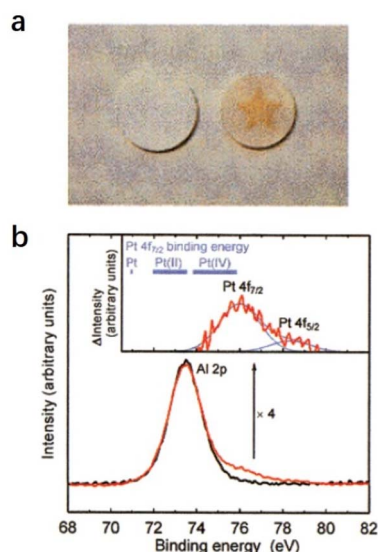 a
b
Pt 4f7/2 binding energy
Pt Pt(II) Pt(IV)
Pt 4f7/2
Pt 4f5/2
ΔIntensity
(arbitrary units)
Al 2p
× 4
Intensity (arbitrary units)
68 70 72 74 76 78 80 82
Binding energy (eV)